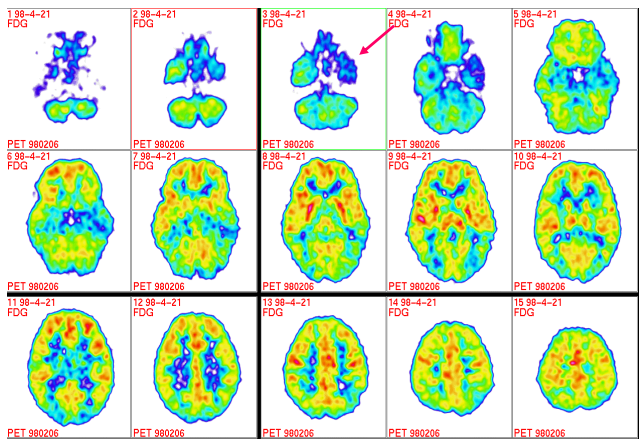 1 98-4-21
FDG
PET 980206
2 98-4-21
FDG
PET 980206
3 98-4-21
FDG
PET 980206
4 98-4-21
FDG
PET 980206
5 98-4-21
FDG
PET 980206
6 98-4-21
FDG
PET 980206
7 98-4-21
FDG
PET 980206
8 98-4-21
FDG
PET 980206
9 98-4-21
FDG
PET 980206
10 98-4-21
FDG
PET 980206
11 98-4-21
FDG
PET 980206
12 98-4-21
FDG
PET 980206
13 98-4-21
FDG
PET 980206
14 98-4-21
FDG
PET 980206
15 98-4-21
FDG
PET 980206